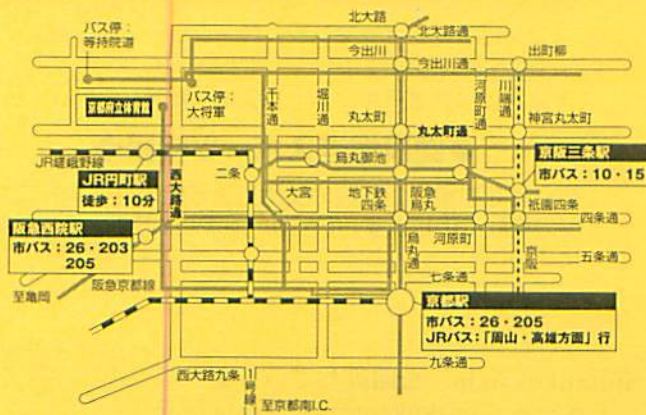 バス停：
等持院道
北大路
北大路通
今出川
今出川通
出町柳
京都府立体育館
バス停：
大将軍
千本通
堀川通
丸太町
丸太町通
河原町通
川端通
神宮丸太町
JR嵯峨野線
JR円町駅
徒歩：10分
西大路通
二条
烏丸御池
京阪三条駅
市バス：10・15
大宮
地下鉄
四条
阪急
烏丸
祇園四条
四条通
阪急西院駅
市バス：26・203
205
烏丸通
河原町
京阪
五条通
七条通
至亀岡
阪急京都線
京都駅
市バス：26・205
JRバス：「周山・高雄方面」行
西大路九条
1号線
九条通
至京都南I.C.